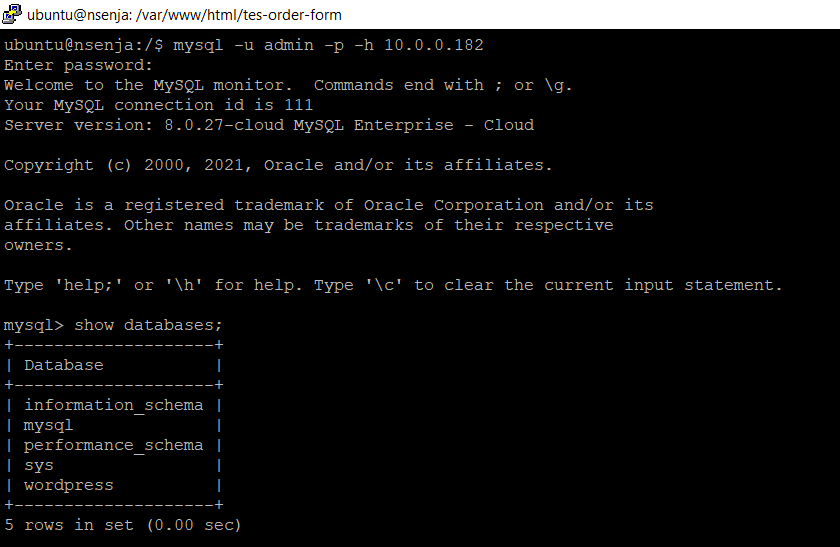 ubuntu@nsenja: /var/www/html/tes-order-form
ubuntu@nsenja:/$ mysql -u admin -p -h 10.0.0.182
Enter password:
Welcome to the MySQL monitor.  Commands end with ; or \g.
Your MySQL connection id is 111
Server version: 8.0.27-cloud MySQL Enterprise - Cloud
Copyright (c) 2000, 2021, Oracle and/or its affiliates.
Oracle is a registered trademark of Oracle Corporation and/or its
affiliates. Other names may be trademarks of their respective
owners.
Type 'help;' or '\h' for help. Type '\c' to clear the current input statement.
mysql> show databases;
+--------------------+
| Database           |
+--------------------+
| information_schema |
| mysql              |
| performance_schema |
| sys                |
| wordpress          |
+--------------------+
5 rows in set (0.00 sec)